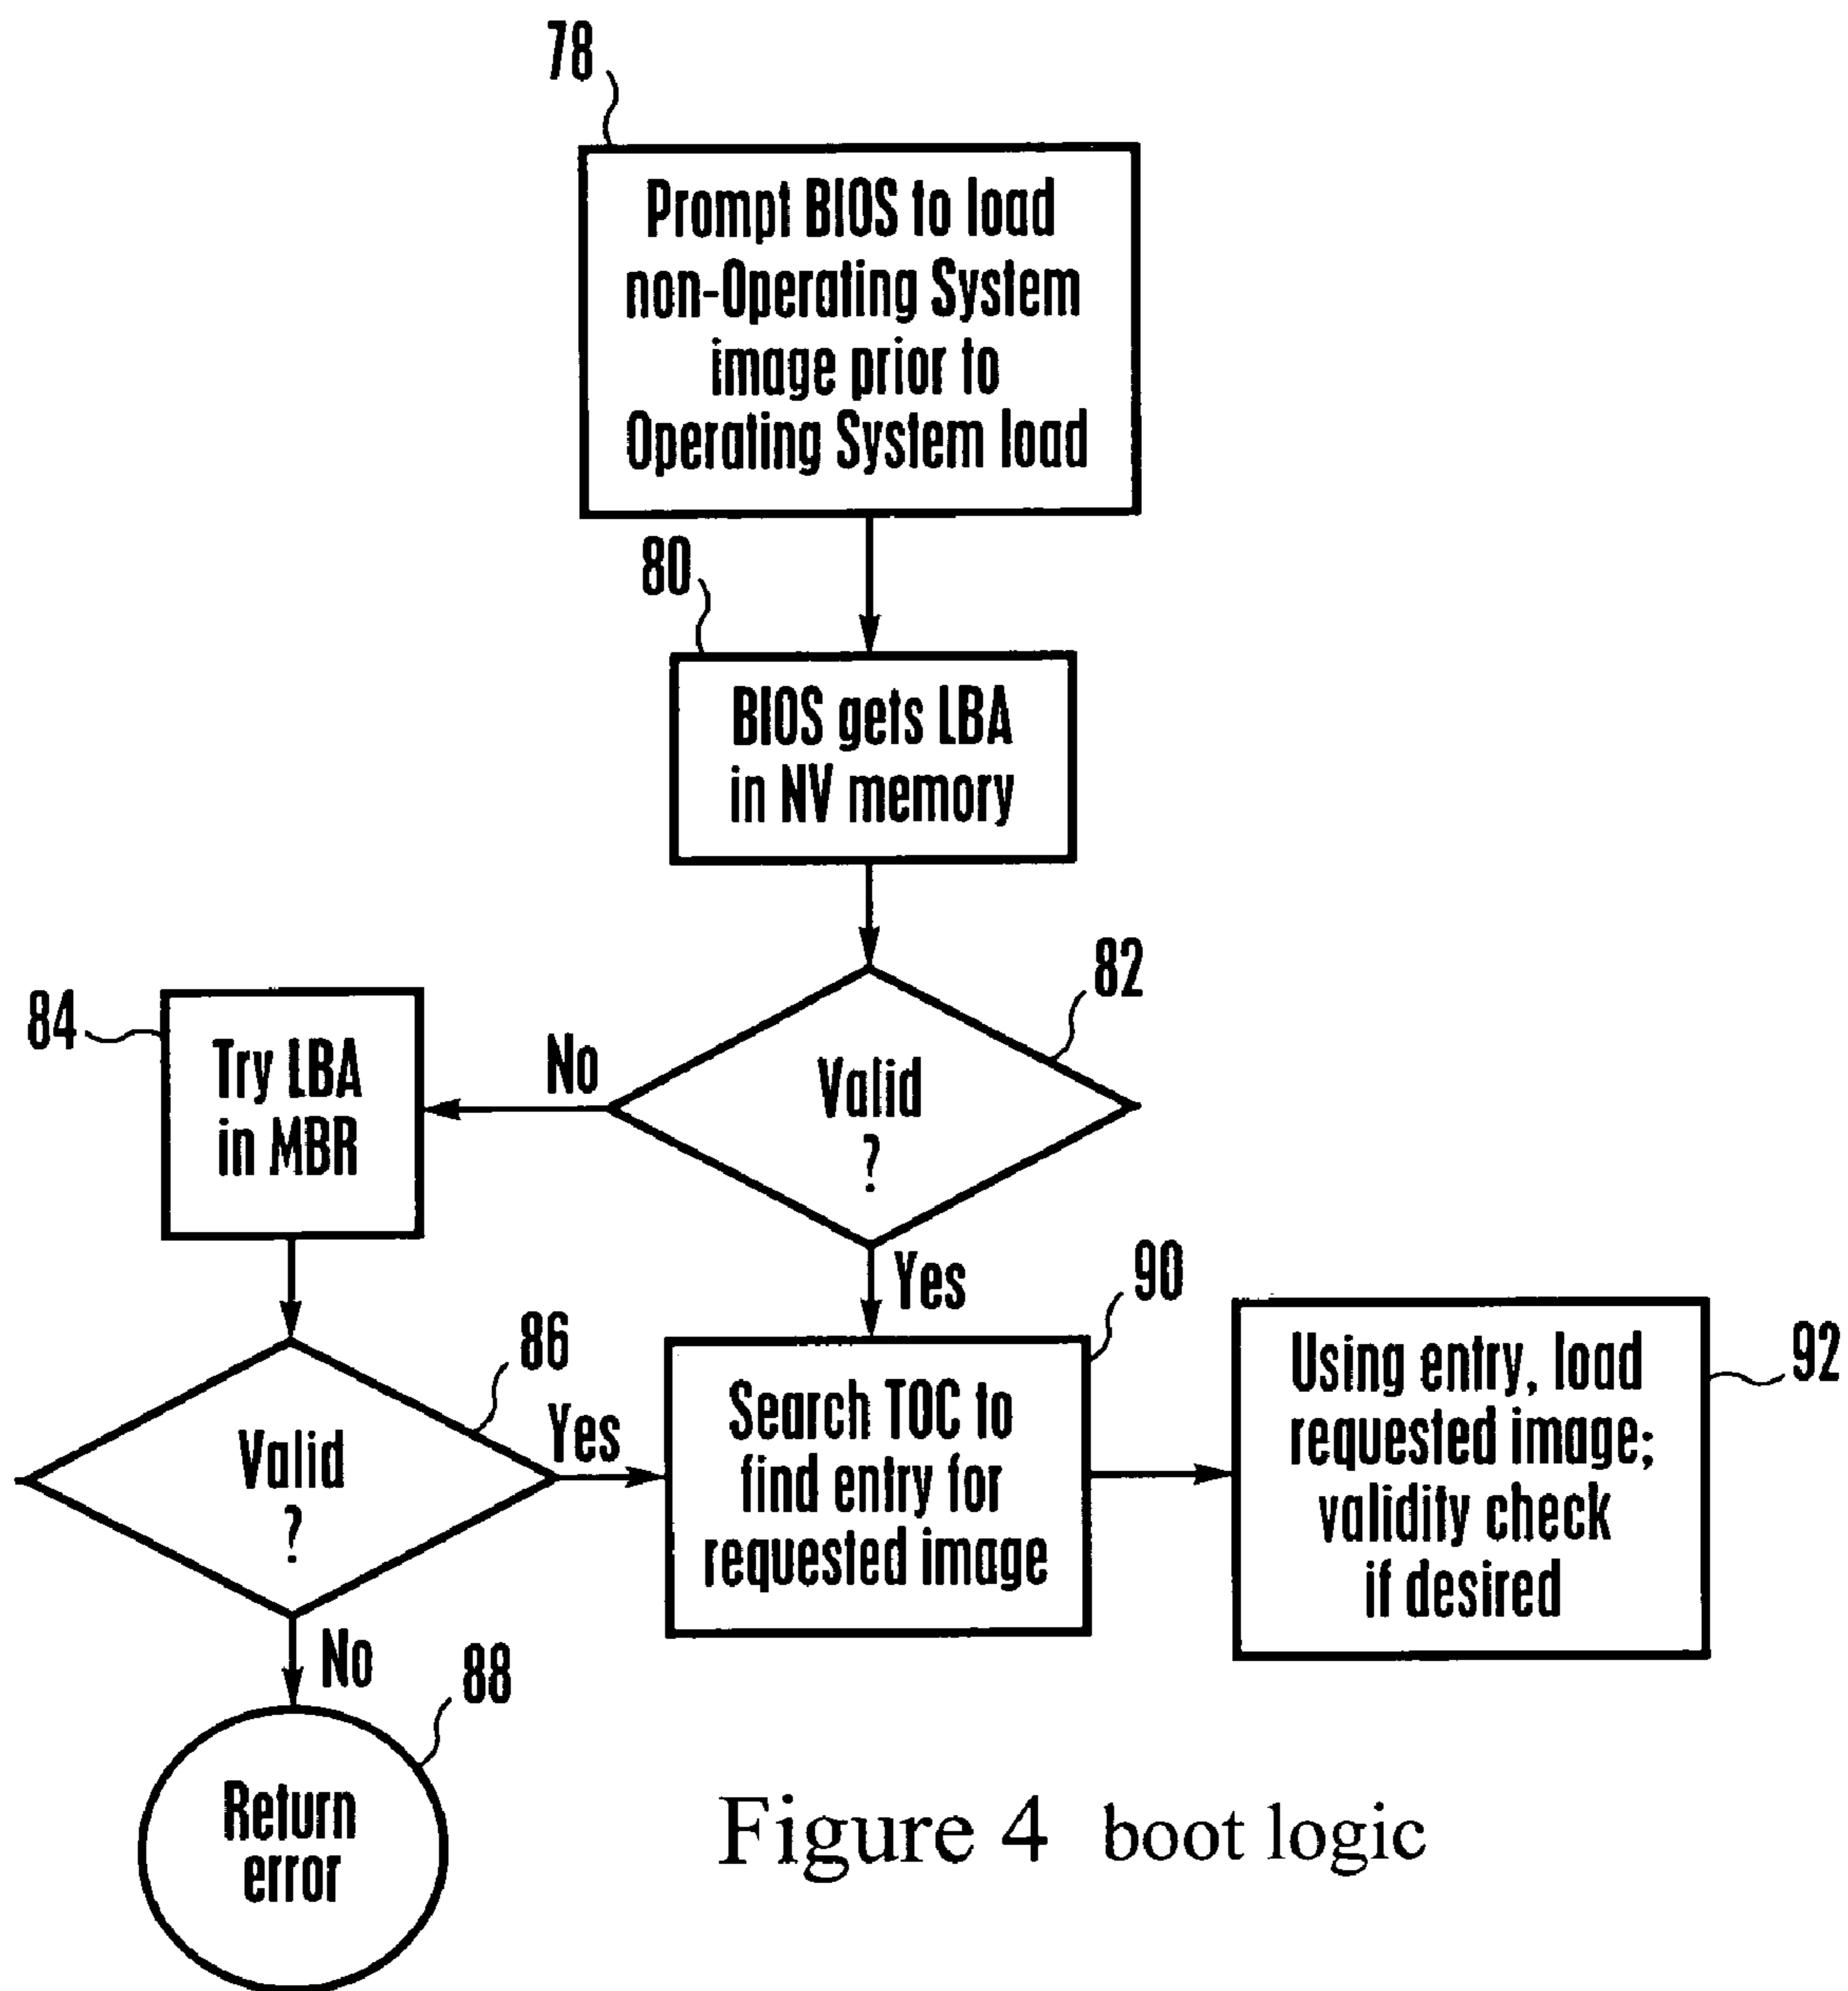 78
Prompt BIOS to load
non-Operating System
image prior to
Operating System load
80
BIOS gets LBA
in NV memory
82
Valid
?
No
84
Try LBA
in MBR
Yes
86
Valid
?
Yes
90
Search TOC to
find entry for
requested image
92
Using entry, load
requested image;
validity check
if desired
No
88
Return
error
Figure 4 boot logic